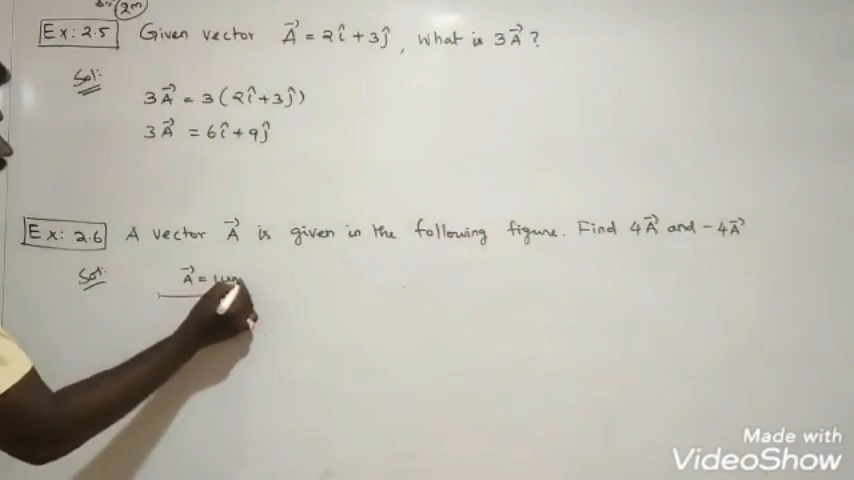 2m
Ex: 2.5 Given vector A⃗ = 2î + 3ĵ, What is 3A⃗ ?
Sol:
3A⃗ = 3(2î+3ĵ)
3A⃗ = 6î + 9ĵ
Ex: 2.6 A vector A⃗ is given in the following figure. Find 4A⃗ and -4A⃗
Sol:
A⃗ =
Made with
VideoShow